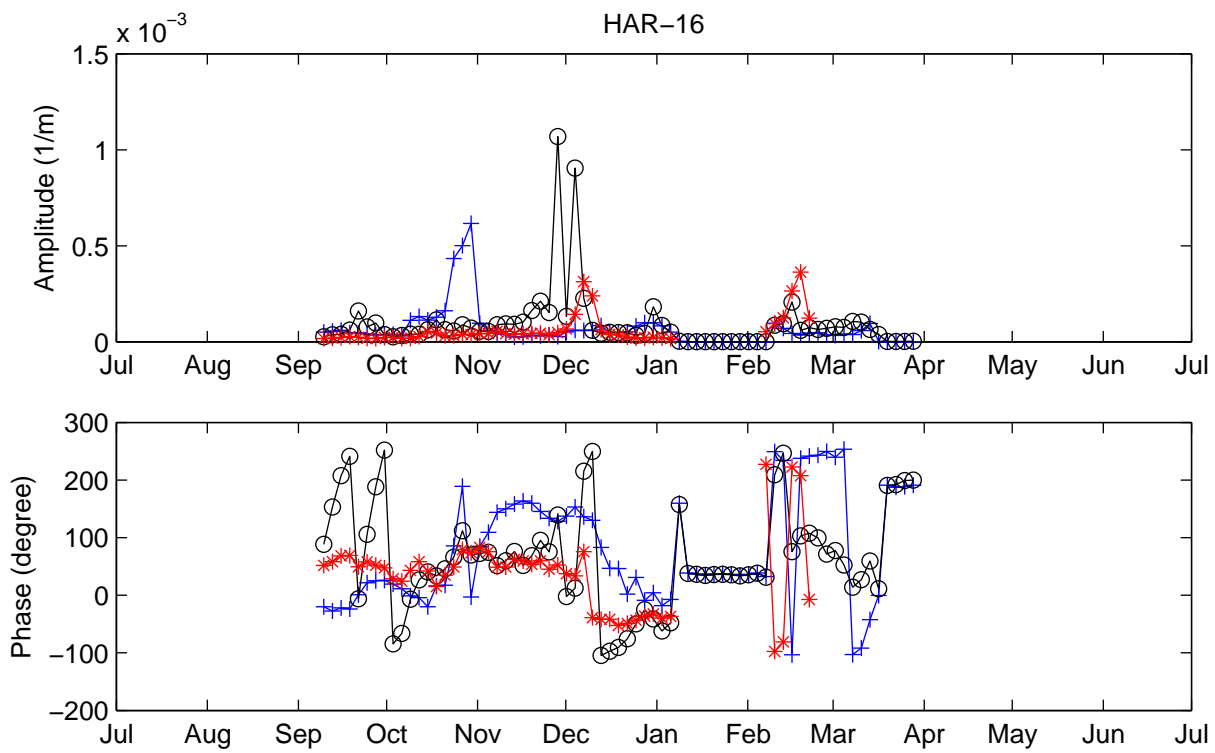 HAR−16
x 10−3
1.5
1
0.5
0
Amplitude (1/m)
Jul Aug Sep Oct Nov Dec Jan Feb Mar Apr May Jun Jul
300
200
100
0
−100
−200
Phase (degree)
Jul Aug Sep Oct Nov Dec Jan Feb Mar Apr May Jun Jul